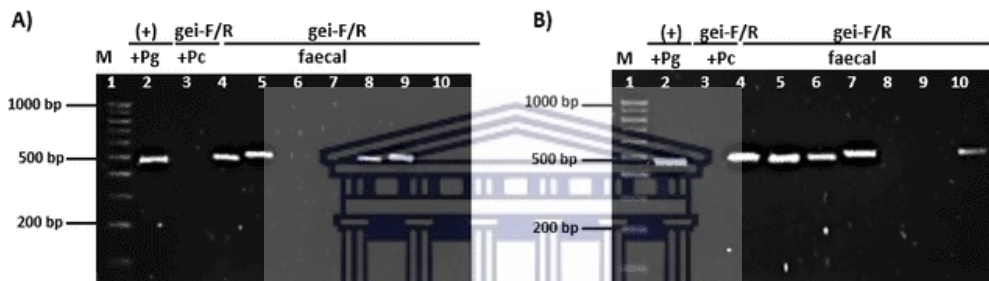 A)
(+) gei-F/R gei-F/R
M +Pg +Pc faecal
1 2 3 4 5 6 7 8 9 10
1000 bp
500 bp
200 bp
B)
(+) gei-F/R gei-F/R
M +Pg +Pc faecal
1 2 3 4 5 6 7 8 9 10
1000 bp
500 bp
200 bp